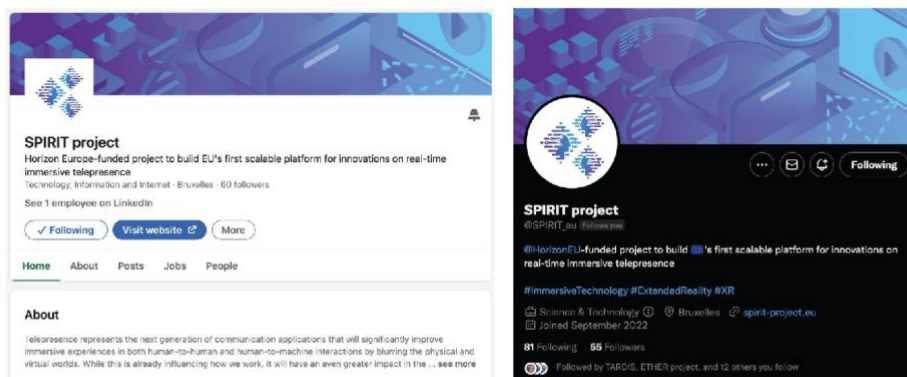 SPIRIT project
Horizon Europe-funded project to build EU's first scalable platform for innovations on real-time
immersive telepresence
Technology, Information and Internet · Bruxelles · 60 followers
See 1 employee on LinkedIn
✓ Following
Visit website
More
Home
About
Posts
Jobs
People
About
Telepresence represents the next generation of communication applications that will significantly improve
immersive experiences in both human-to-human and human-to-machine interactions by blurring the physical and
virtual worlds. While this is already influencing how we work, it will have an even greater impact in the ... see more
Following
SPIRIT project
@SPIRIT_eu Follows you
@HorizonEU-funded project to build 🇪🇺's first scalable platform for innovations on
real-time immersive telepresence
#ImmersiveTechnology #ExtendedReality #XR
Science & Technology Bruxelles spirit-project.eu
Joined September 2022
81 Following 55 Followers
Followed by TARDIS, ETHER project, and 12 others you follow